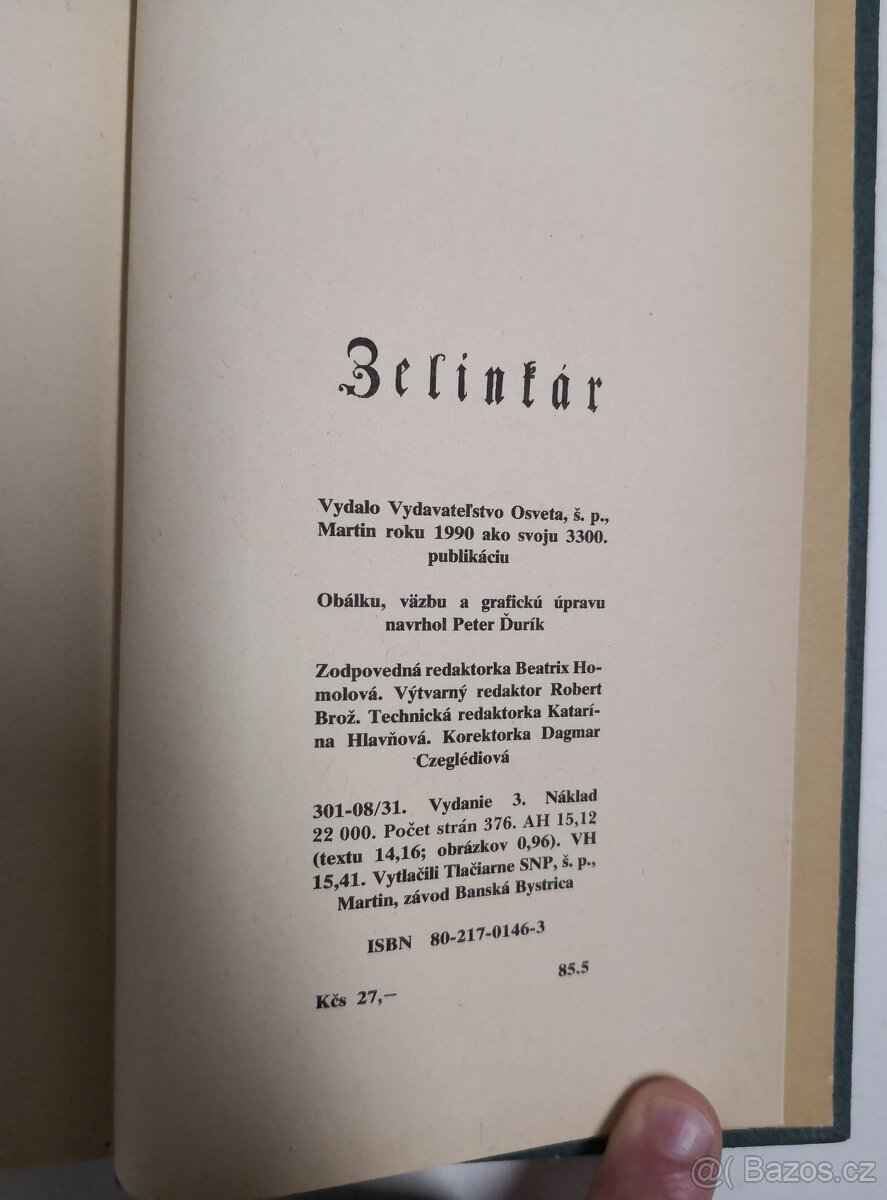 Zelinkár
Vydalo Vydavateľstvo Osveta, š. p.,
Martin roku 1990 ako svoju 3300.
publikáciu
Obálku, väzbu a grafickú úpravu
navrhol Peter Ďurík
Zodpovedná redaktorka Beatrix Ho-
molová. Výtvarný redaktor Robert
Brož. Technická redaktorka Katarí-
na Hlavňová. Korektorka Dagmar
Czeglédiová
301-08/31. Vydanie 3. Náklad
22 000. Počet strán 376. AH 15,12
(textu 14,16; obrázkov 0,96). VH
15,41. Vytlačili Tlačiarne SNP, š. p.,
Martin, závod Banská Bystrica
ISBN 80-217-0146-3
85.5
Kčs 27,—
@( Bazos.cz